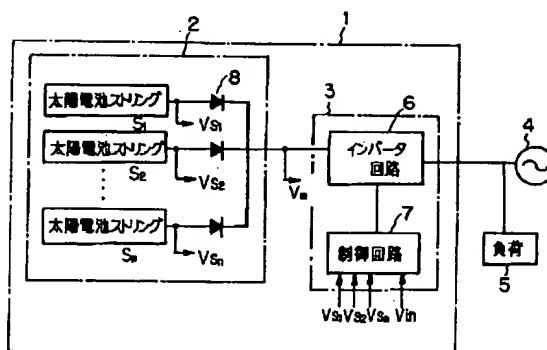 1
2
太陽電池ストリング
S1
VS1
8
太陽電池ストリング
S2
VS2
太陽電池ストリング
Sn
VSn
3
6
インバータ
回路
4
7
制御回路
負荷
5
VS1 VS2 VSn Vin